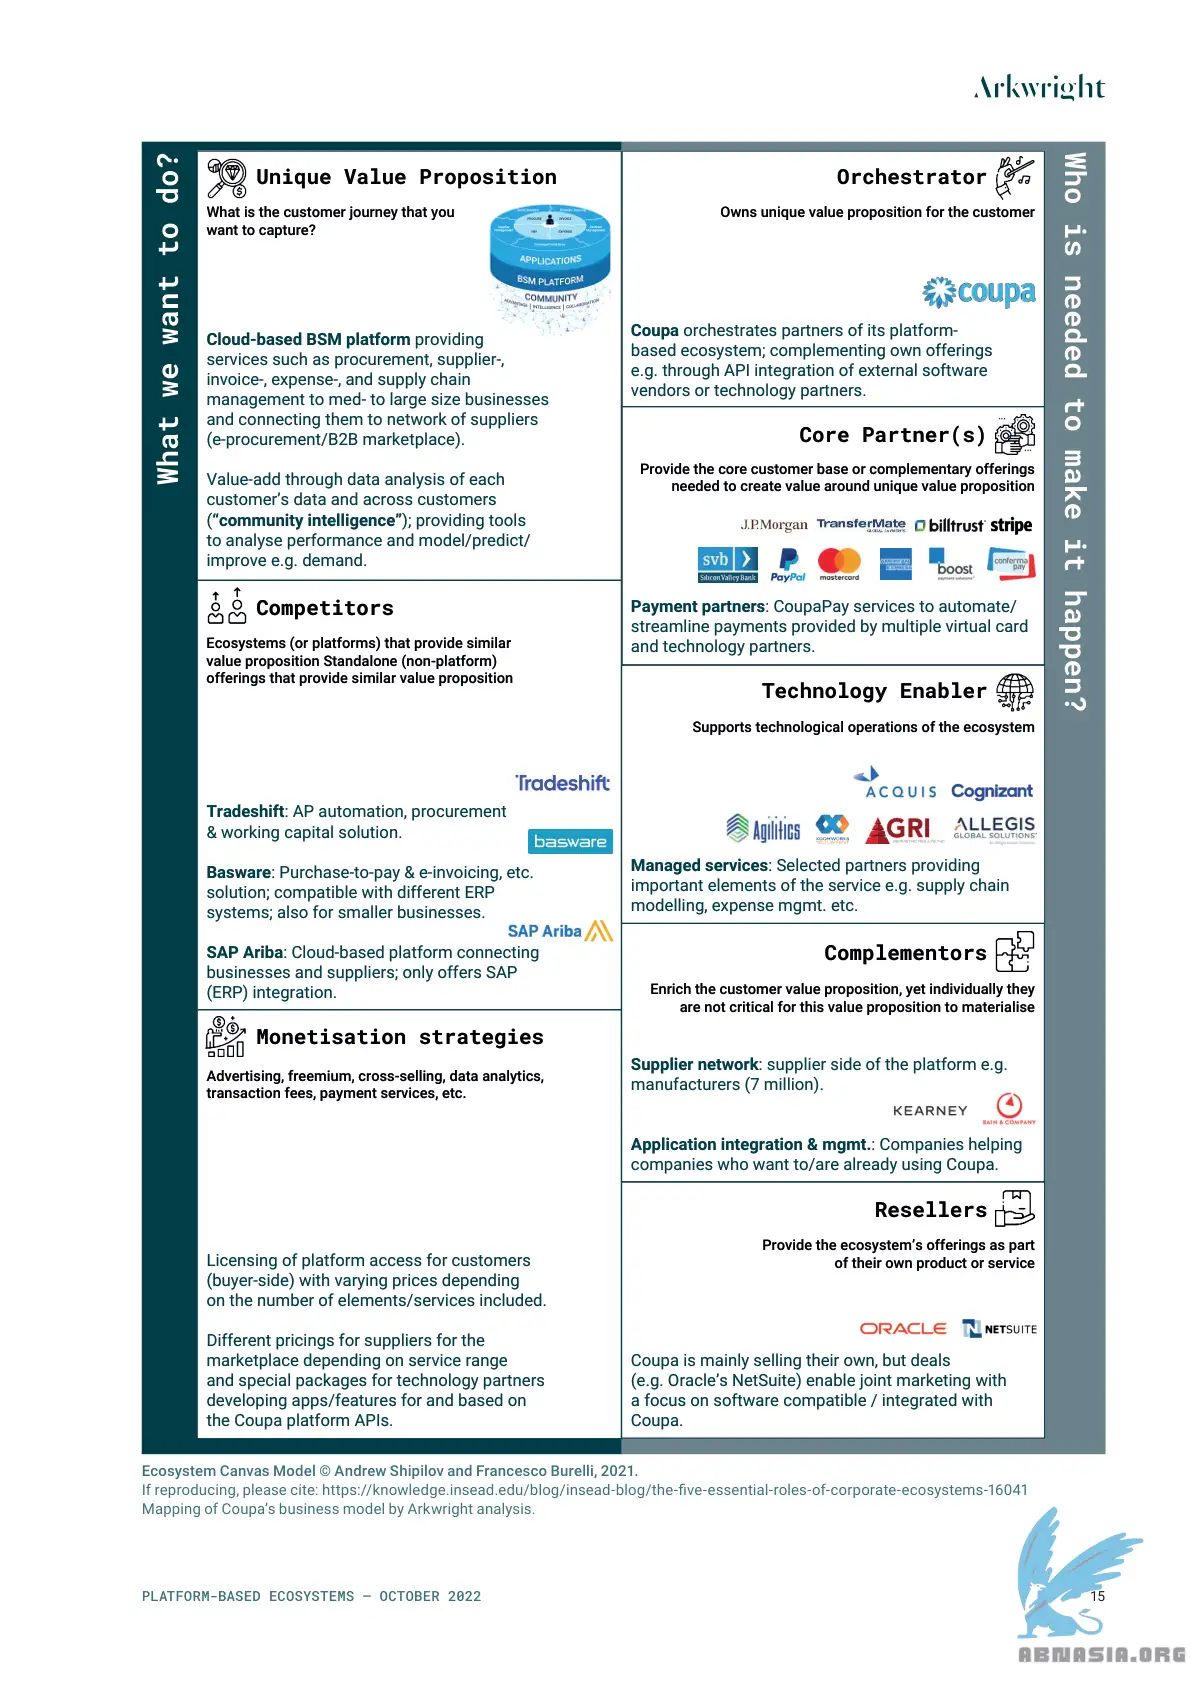 Arkwright
What we want to do?
Unique Value Proposition
What is the customer journey that you
want to capture?
APPLICATIONS
BSM PLATFORM
COMMUNITY
ADVANTAGE | INTELLIGENCE | COLLABORATION
Cloud-based BSM platform providing
services such as procurement, supplier-,
invoice-, expense-, and supply chain
management to med- to large size businesses
and connecting them to network of suppliers
(e-procurement/B2B marketplace).
Value-add through data analysis of each
customer's data and across customers
(“community intelligence”); providing tools
to analyse performance and model/predict/
improve e.g. demand.
Competitors
Ecosystems (or platforms) that provide similar
value proposition Standalone (non-platform)
offerings that provide similar value proposition
Tradeshift
Tradeshift: AP automation, procurement
& working capital solution.
basware
Basware: Purchase-to-pay & e-invoicing, etc.
solution; compatible with different ERP
systems; also for smaller businesses.
SAP Ariba
SAP Ariba: Cloud-based platform connecting
businesses and suppliers; only offers SAP
(ERP) integration.
Monetisation strategies
Advertising, freemium, cross-selling, data analytics,
transaction fees, payment services, etc.
Licensing of platform access for customers
(buyer-side) with varying prices depending
on the number of elements/services included.
Different pricings for suppliers for the
marketplace depending on service range
and special packages for technology partners
developing apps/features for and based on
the Coupa platform APIs.
Who is needed to make it happen?
Orchestrator
Owns unique value proposition for the customer
coupa
Coupa orchestrates partners of its platform-
based ecosystem; complementing own offerings
e.g. through API integration of external software
vendors or technology partners.
Core Partner(s)
Provide the core customer base or complementary offerings
needed to create value around unique value proposition
J.P.Morgan TransferMate GLOBAL PAYMENTS billtrust stripe
svb Silicon Valley Bank PayPal mastercard AMERICAN EXPRESS boost payment solutions conferma pay
Payment partners: CoupaPay services to automate/
streamline payments provided by multiple virtual card
and technology partners.
Technology Enabler
Supports technological operations of the ecosystem
ACQUIS Cognizant
Agilitics AGRI ALLEGIS GLOBAL SOLUTIONS
Managed services: Selected partners providing
important elements of the service e.g. supply chain
modelling, expense mgmt. etc.
Complementors
Enrich the customer value proposition, yet individually they
are not critical for this value proposition to materialise
Supplier network: supplier side of the platform e.g.
manufacturers (7 million).
KEARNEY BAIN & COMPANY
Application integration & mgmt.: Companies helping
companies who want to/are already using Coupa.
Resellers
Provide the ecosystem's offerings as part
of their own product or service
ORACLE NETSUITE
Coupa is mainly selling their own, but deals
(e.g. Oracle's NetSuite) enable joint marketing with
a focus on software compatible / integrated with
Coupa.
Ecosystem Canvas Model © Andrew Shipilov and Francesco Burelli, 2021.
If reproducing, please cite: https://knowledge.insead.edu/blog/insead-blog/the-five-essential-roles-of-corporate-ecosystems-16041
Mapping of Coupa's business model by Arkwright analysis.
PLATFORM-BASED ECOSYSTEMS – OCTOBER 2022
15
ABNASIA.ORG